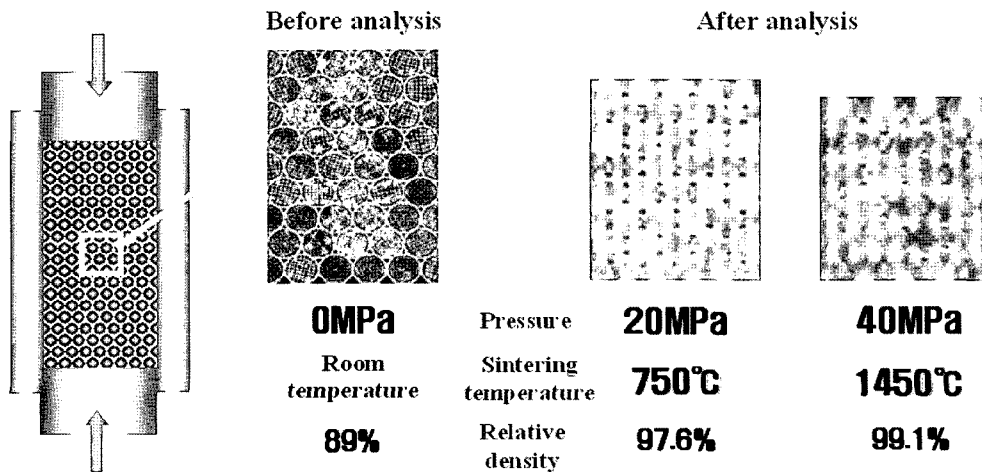 Before analysis
After analysis
0MPa Pressure 20MPa 40MPa
Room temperature Sintering temperature 750℃ 1450℃
89% Relative density 97.6% 99.1%